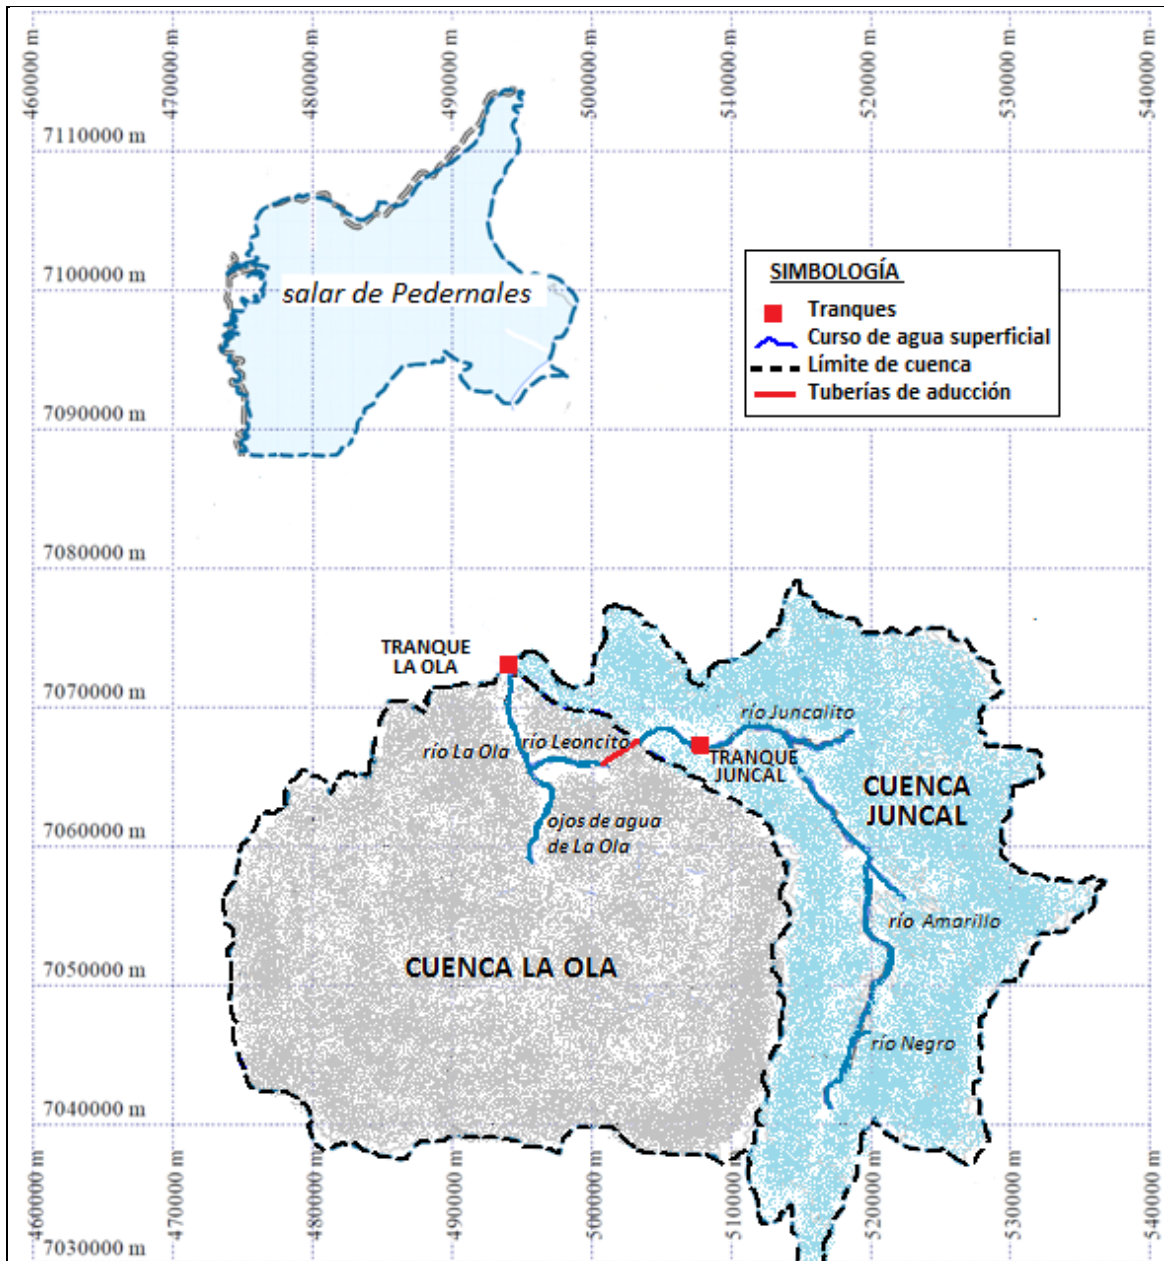 460000 m
470000 m
480000 m
490000 m
500000 m
510000 m
520000 m
530000 m
540000 m
7110000 m
7100000 m
salar de Pedernales
SIMBOLOGÍA
Tranques
Curso de agua superficial
Límite de cuenca
Tuberías de aducción
7090000 m
7080000 m
TRANQUE
LA OLA
7070000 m
río Juncalito
río La Ola
río Leoncito
TRANQUE
JUNCAL
CUENCA
JUNCAL
7060000 m
ojos de agua
de La Ola
río Amarillo
CUENCA LA OLA
7050000 m
río Negro
7040000 m
7030000 m
460000 m
470000 m
480000 m
490000 m
500000 m
510000 m
520000 m
530000 m
540000 m